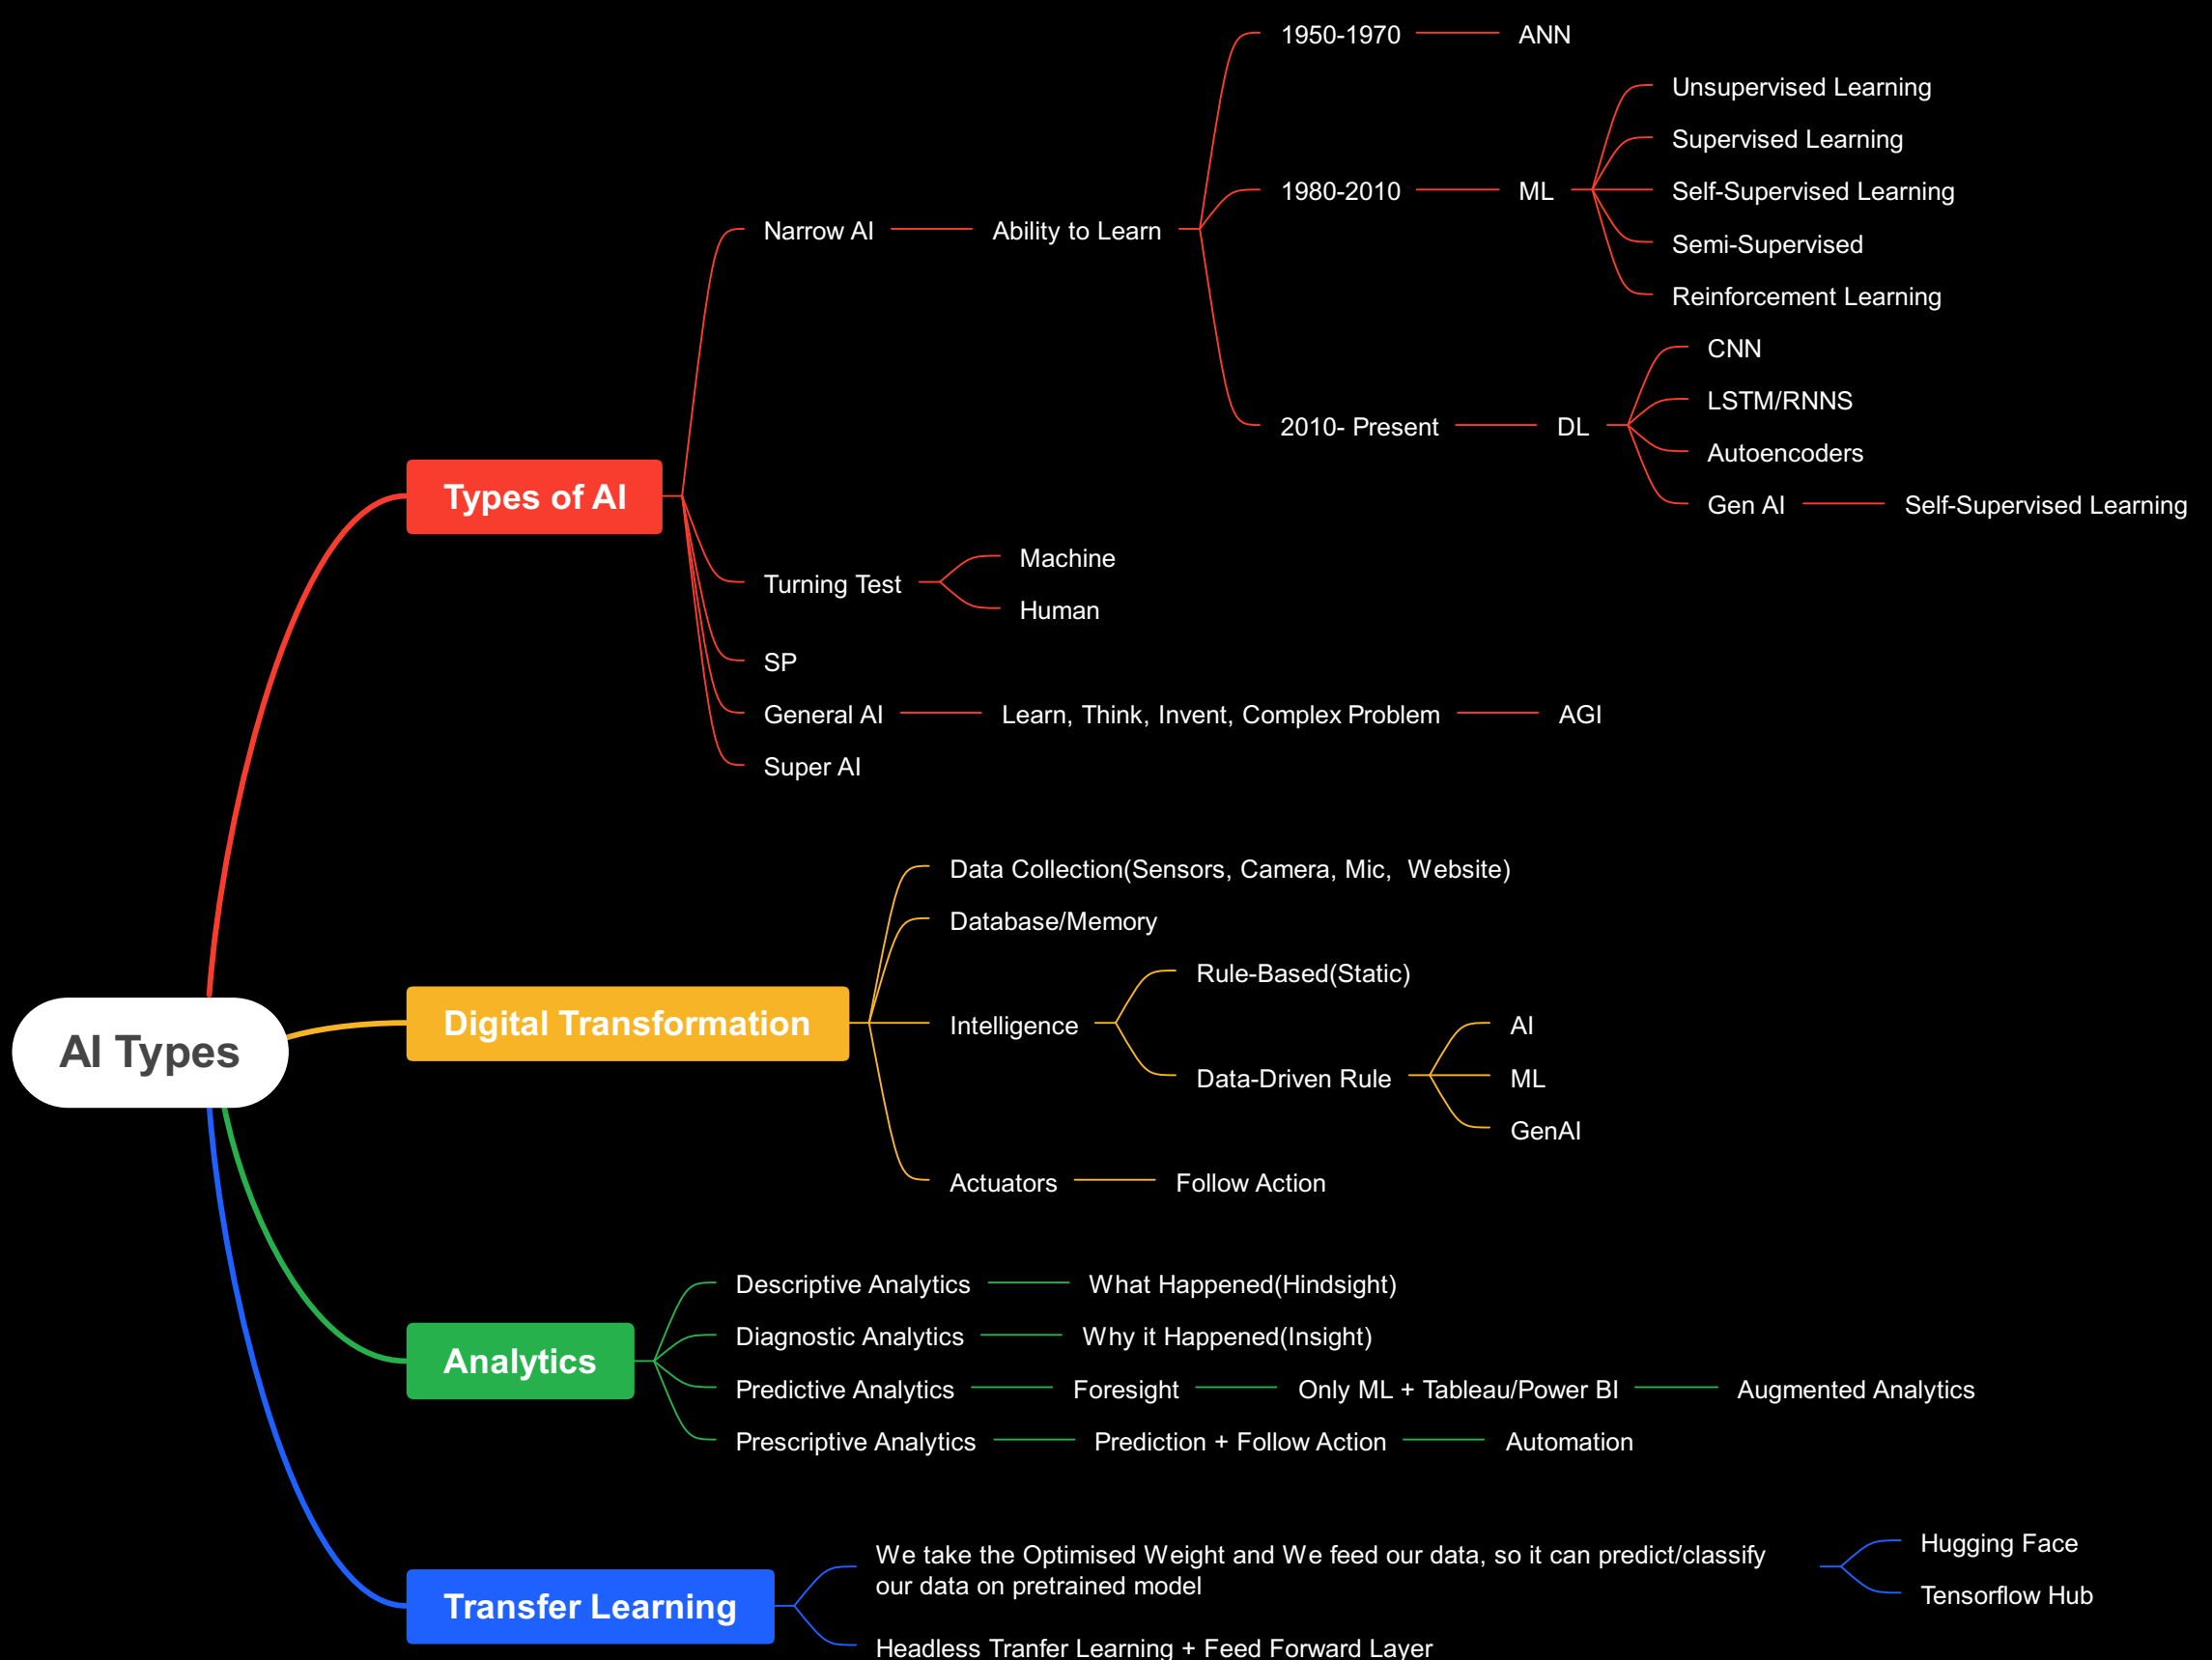 AI Types
Types of AI
Narrow AI
Ability to Learn
1950-1970
ANN
1980-2010
ML
Unsupervised Learning
Supervised Learning
Self-Supervised Learning
Semi-Supervised
Reinforcement Learning
2010- Present
DL
CNN
LSTM/RNNS
Autoencoders
Gen AI
Self-Supervised Learning
Turning Test
Machine
Human
SP
General AI
Learn, Think, Invent, Complex Problem
AGI
Super AI
Digital Transformation
Data Collection(Sensors, Camera, Mic,  Website)
Database/Memory
Intelligence
Rule-Based(Static)
Data-Driven Rule
AI
ML
GenAI
Actuators
Follow Action
Analytics
Descriptive Analytics
What Happened(Hindsight)
Diagnostic Analytics
Why it Happened(Insight)
Predictive Analytics
Foresight
Only ML + Tableau/Power BI
Augmented Analytics
Prescriptive Analytics
Prediction + Follow Action
Automation
Transfer Learning
We take the Optimised Weight and We feed our data, so it can predict/classify
our data on pretrained model
Hugging Face
Tensorflow Hub
Headless Tranfer Learning + Feed Forward Layer